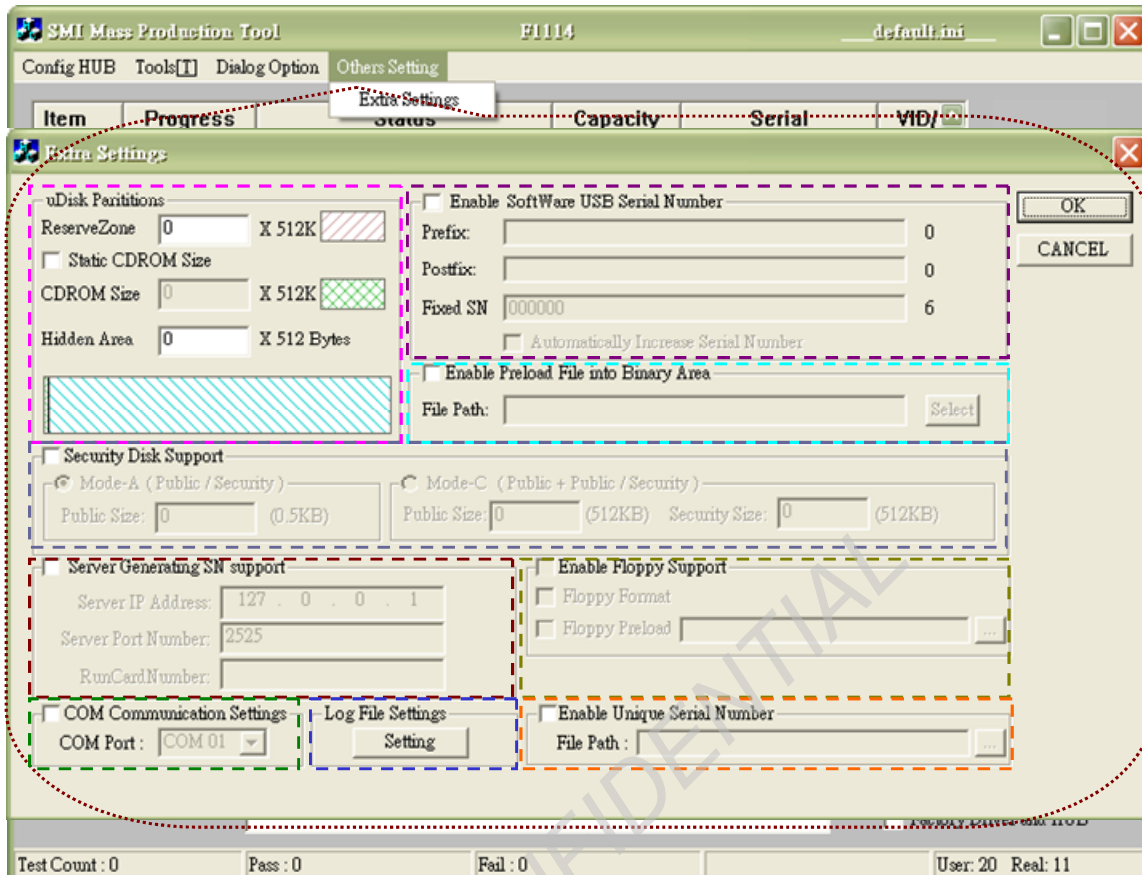 SMI Mass Production Tool F1114 default.ini
Config HUB Tools[T] Dialog Option Others Setting
Extra Settings
Item Progress Status Capacity Serial VID/
Extra Settings
uDisk Parititions
ReserveZone 0 X 512K
Static CDROM Size
CDROM Size 0 X 512K
Hidden Area 0 X 512 Bytes
Enable SoftWare USB Serial Number
Prefix: 0
Postfix: 0
Fixed SN 000000 6
Automatically Increase Serial Number
OK
CANCEL
Enable Preload File into Binary Area
File Path: Select
Security Disk Support
Mode-A ( Public / Security )
Public Size: 0 (0.5KB)
Mode-C ( Public + Public / Security )
Public Size: 0 (512KB) Security Size: 0 (512KB)
Server Generating SN support
Server IP Address: 127 . 0 . 0 . 1
Server Port Number: 2525
RunCardNumber:
Enable Floppy Support
Floppy Format
Floppy Preload ...
COM Communication Settings
COM Port : COM 01
Log File Settings
Setting
Enable Unique Serial Number
File Path : ...
Factory Driver and HUB
Test Count : 0 Pass : 0 Fail : 0 User: 20 Real: 11
NFIDENTIAL